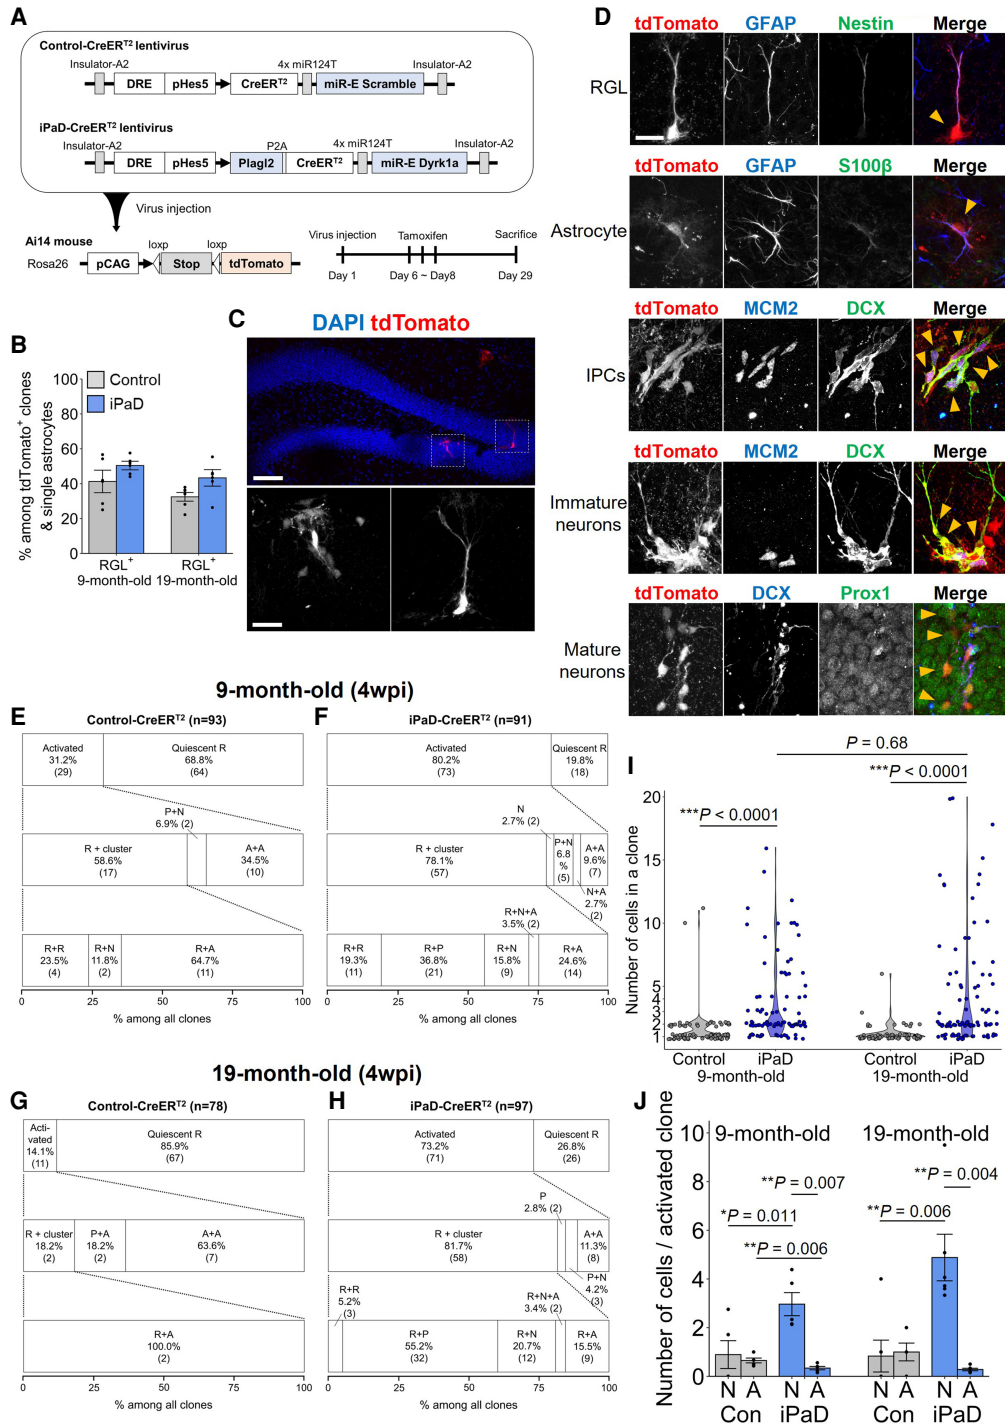 A
Control-CreERT2 lentivirus
Insulator-A2
4x miR124T
Insulator-A2
DRE
pHes5
CreERT2
miR-E Scramble
iPaD-CreERT2 lentivirus
Insulator-A2
P2A
4x miR124T
Insulator-A2
DRE
pHes5
Plagl2
CreERT2
miR-E Dyrk1a
Virus injection
Ai14 mouse
loxp
loxp
Rosa26
pCAG
Stop
tdTomato
Virus injection
Tamoxifen
Sacrifice
Day 1
Day 6 ~ Day8
Day 29
B
% among tdTomato+ clones
& single astrocytes
100
80
60
40
20
0
Control
iPaD
RGL+
9-month-old
RGL+
19-month-old
C
DAPI tdTomato
D
tdTomato GFAP Nestin Merge
RGL
tdTomato GFAP S100β Merge
Astrocyte
tdTomato MCM2 DCX Merge
IPCs
tdTomato MCM2 DCX Merge
Immature
neurons
tdTomato DCX Prox1 Merge
Mature
neurons
9-month-old (4wpi)
E
Control-CreERT2 (n=93)
Activated
31.2%
(29)
Quiescent R
68.8%
(64)
P+N
6.9% (2)
R + cluster
58.6%
(17)
A+A
34.5%
(10)
R+R
23.5%
(4)
R+N
11.8%
(2)
R+A
64.7%
(11)
0 25 50 75 100
% among all clones
F
iPaD-CreERT2 (n=91)
Activated
80.2%
(73)
Quiescent R
19.8%
(18)
N
2.7% (2)
R + cluster
78.1%
(57)
P+N
6.8
%
(5)
A+A
9.6%
(7)
N+A
2.7%
(2)
R+N+A
3.5% (2)
R+R
19.3%
(11)
R+P
36.8%
(21)
R+N
15.8%
(9)
R+A
24.6%
(14)
0 25 50 75 100
% among all clones
19-month-old (4wpi)
G
Control-CreERT2 (n=78)
Acti-
vated
14.1%
(11)
Quiescent R
85.9%
(67)
R + cluster
18.2%
(2)
P+A
18.2%
(2)
A+A
63.6%
(7)
R+A
100.0%
(2)
0 25 50 75 100
% among all clones
H
iPaD-CreERT2 (n=97)
Activated
73.2%
(71)
Quiescent R
26.8%
(26)
P
2.8% (2)
R + cluster
81.7%
(58)
A+A
11.3%
(8)
P+N
4.2%
(3)
R+R
5.2%
(3)
R+N+A
3.4% (2)
R+P
55.2%
(32)
R+N
20.7%
(12)
R+A
15.5%
(9)
0 25 50 75 100
% among all clones
I
P = 0.68
***P < 0.0001
***P < 0.0001
Number of cells in a clone
20
15
10
5
4
3
2
1
Control iPaD
9-month-old
Control iPaD
19-month-old
J
Number of cells / activated clone
10
8
6
4
2
0
9-month-old
19-month-old
**P = 0.007
*P = 0.011
**P = 0.006
**P = 0.004
**P = 0.006
N A N A N A N A
Con iPaD Con iPaD